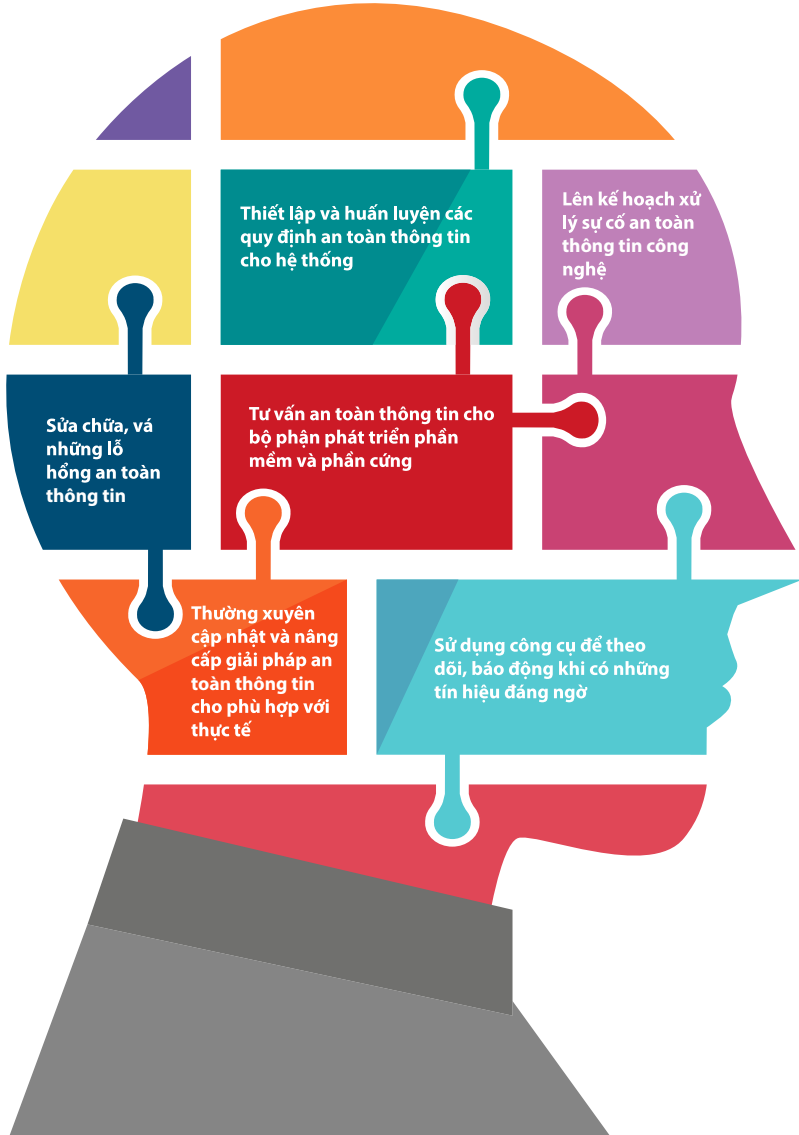 Thiết lập và huấn luyện các
quy định an toàn thông tin
cho hệ thống
Lên kế hoạch xử
lý sự cố an toàn
thông tin công
nghệ
Sửa chữa, vá
những lỗ
hổng an toàn
thông tin
Tư vấn an toàn thông tin cho
bộ phận phát triển phần
mềm và phần cứng
Thường xuyên
cập nhật và nâng
cấp giải pháp an
toàn thông tin
cho phù hợp với
thực tế
Sử dụng công cụ để theo
dõi, báo động khi có những
tín hiệu đáng ngờ